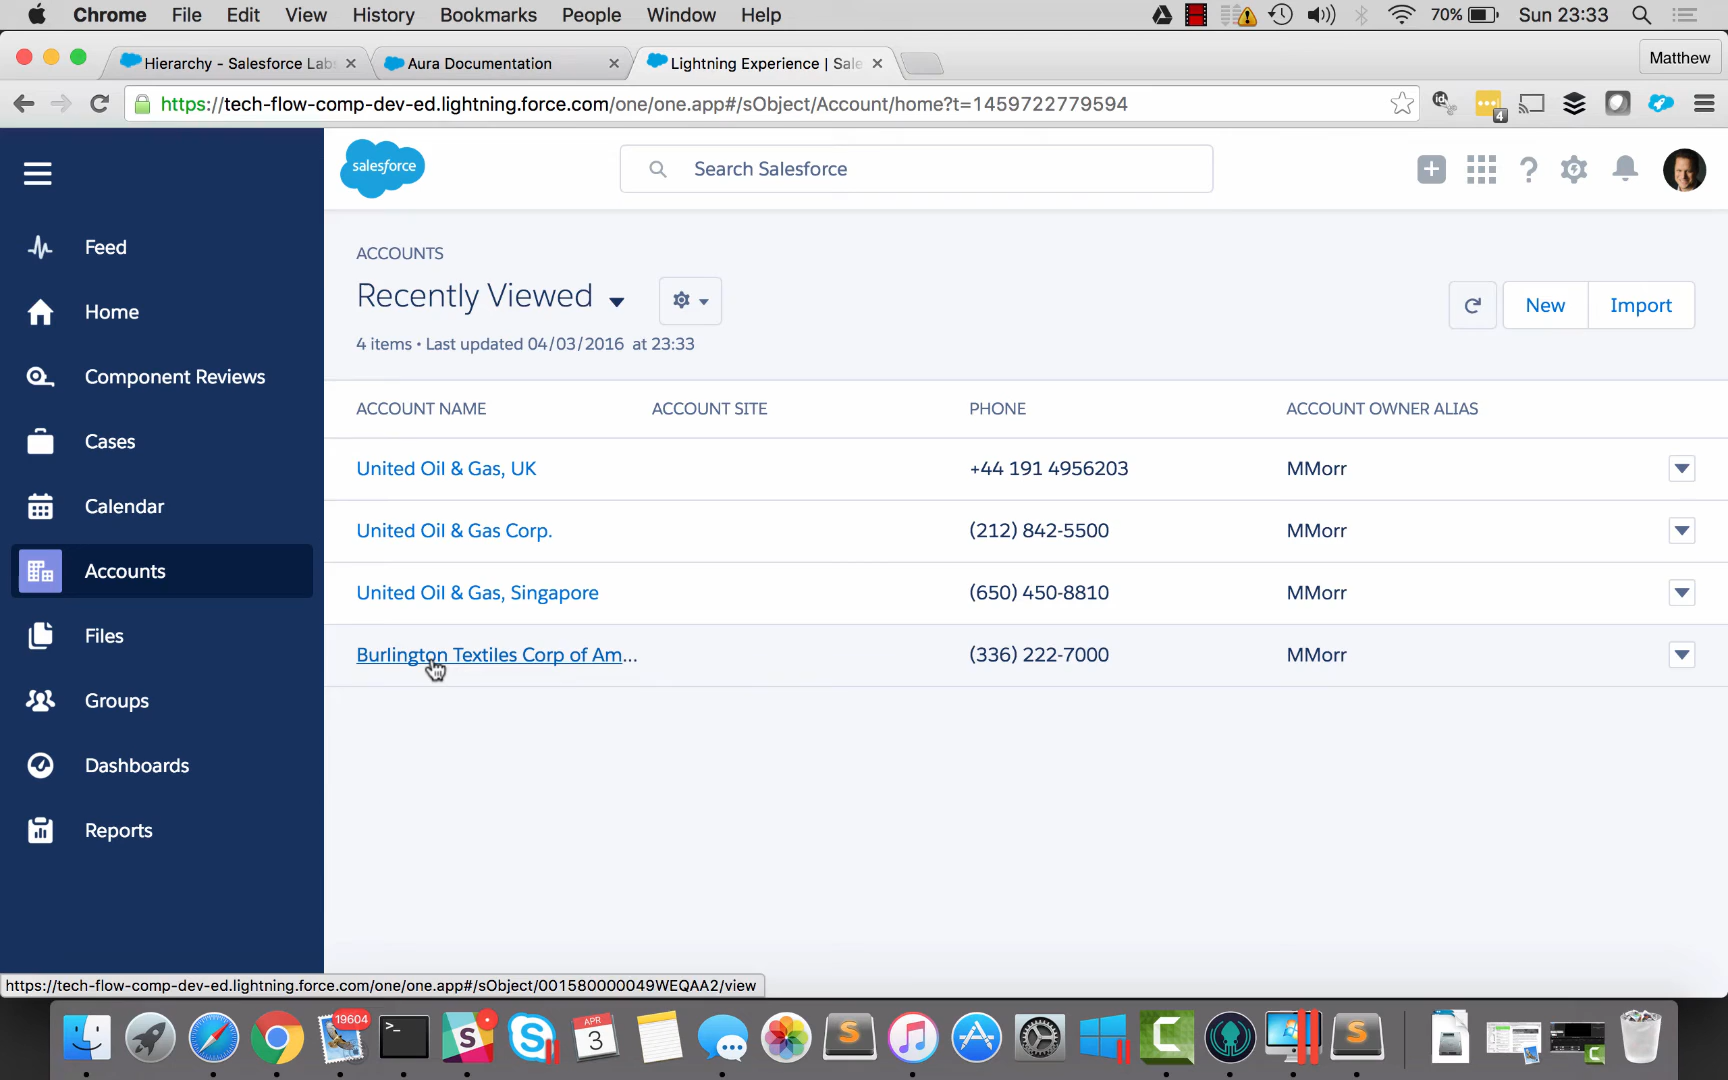 Chrome File Edit View History Bookmarks People Window Help 70% Sun 23:33
Hierarchy - Salesforce Lab Aura Documentation Lightning Experience | Sale Matthew
https://tech-flow-comp-dev-ed.lightning.force.com/one/one.app#/sObject/Account/home?t=1459722779594
id
4
salesforce
Search Salesforce
Feed
Home
Component Reviews
Cases
Calendar
Accounts
Files
Groups
Dashboards
Reports
ACCOUNTS
Recently Viewed
New Import
4 items • Last updated 04/03/2016 at 23:33
ACCOUNT NAME ACCOUNT SITE PHONE ACCOUNT OWNER ALIAS
United Oil & Gas, UK +44 191 4956203 MMorr
United Oil & Gas Corp. (212) 842-5500 MMorr
United Oil & Gas, Singapore (650) 450-8810 MMorr
Burlington Textiles Corp of Am... (336) 222-7000 MMorr
https://tech-flow-comp-dev-ed.lightning.force.com/one/one.app#/sObject/001580000049WEQAA2/view
19604
APR
3